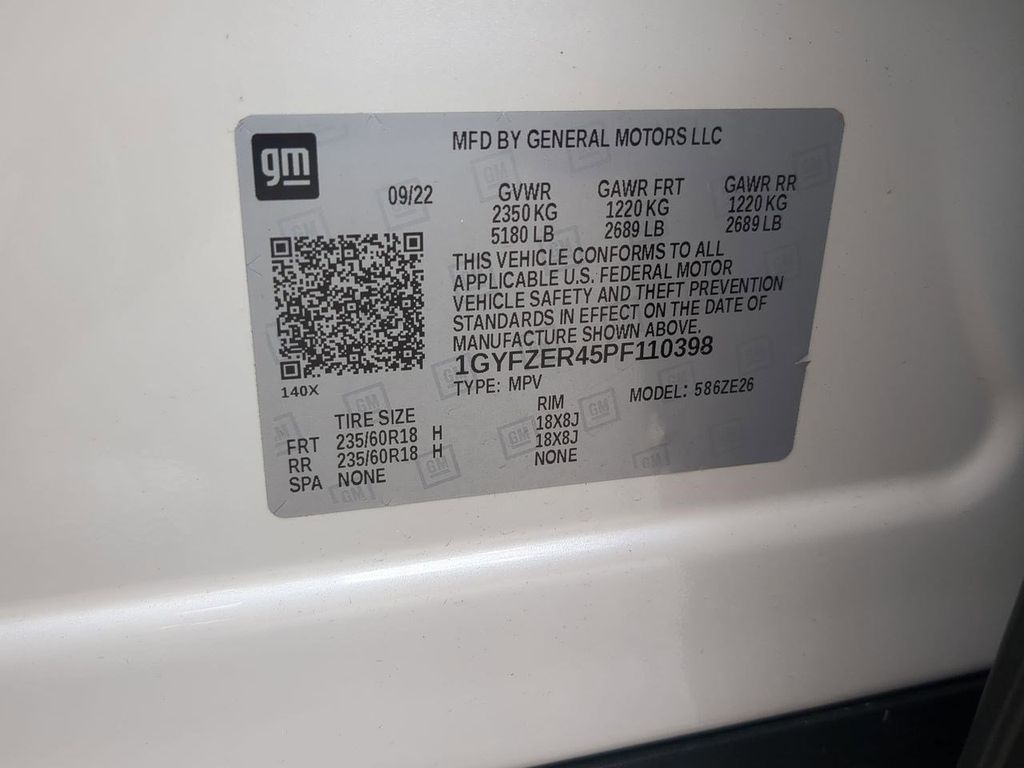 gm
MFD BY GENERAL MOTORS LLC
09/22
GVWR GAWR FRT GAWR RR
2350 KG 1220 KG 1220 KG
5180 LB 2689 LB 2689 LB
THIS VEHICLE CONFORMS TO ALL
APPLICABLE U.S. FEDERAL MOTOR
VEHICLE SAFETY AND THEFT PREVENTION
STANDARDS IN EFFECT ON THE DATE OF
MANUFACTURE SHOWN ABOVE.
1GYFZER45PF110398
140X
TYPE: MPV MODEL: 586ZE26
TIRE SIZE RIM
FRT 235/60R18 H 18X8J
RR 235/60R18 H 18X8J
SPA NONE NONE